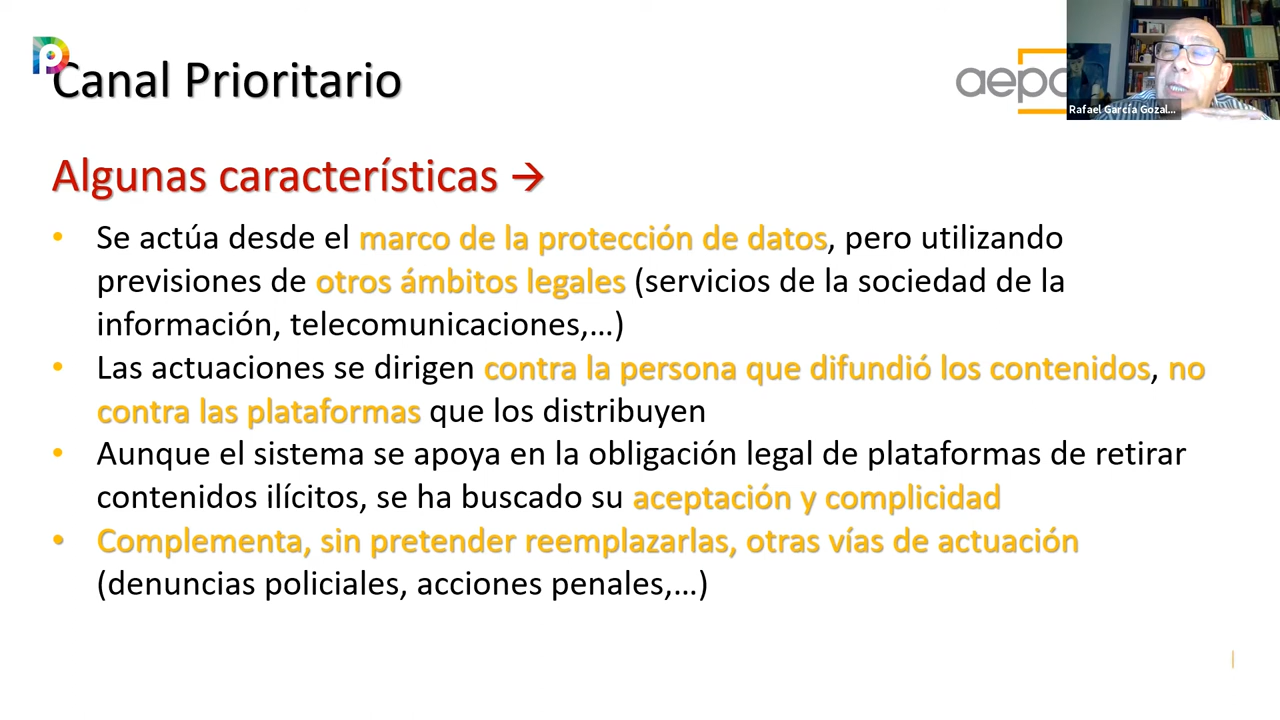 Canal Prioritario
aep
Rafael García Gozal...
Algunas características →
• Se actúa desde el marco de la protección de datos, pero utilizando
previsiones de otros ámbitos legales (servicios de la sociedad de la
información, telecomunicaciones,…)
• Las actuaciones se dirigen contra la persona que difundió los contenidos, no
contra las plataformas que los distribuyen
• Aunque el sistema se apoya en la obligación legal de plataformas de retirar
contenidos ilícitos, se ha buscado su aceptación y complicidad
• Complementa, sin pretender reemplazarlas, otras vías de actuación
(denuncias policiales, acciones penales,…)